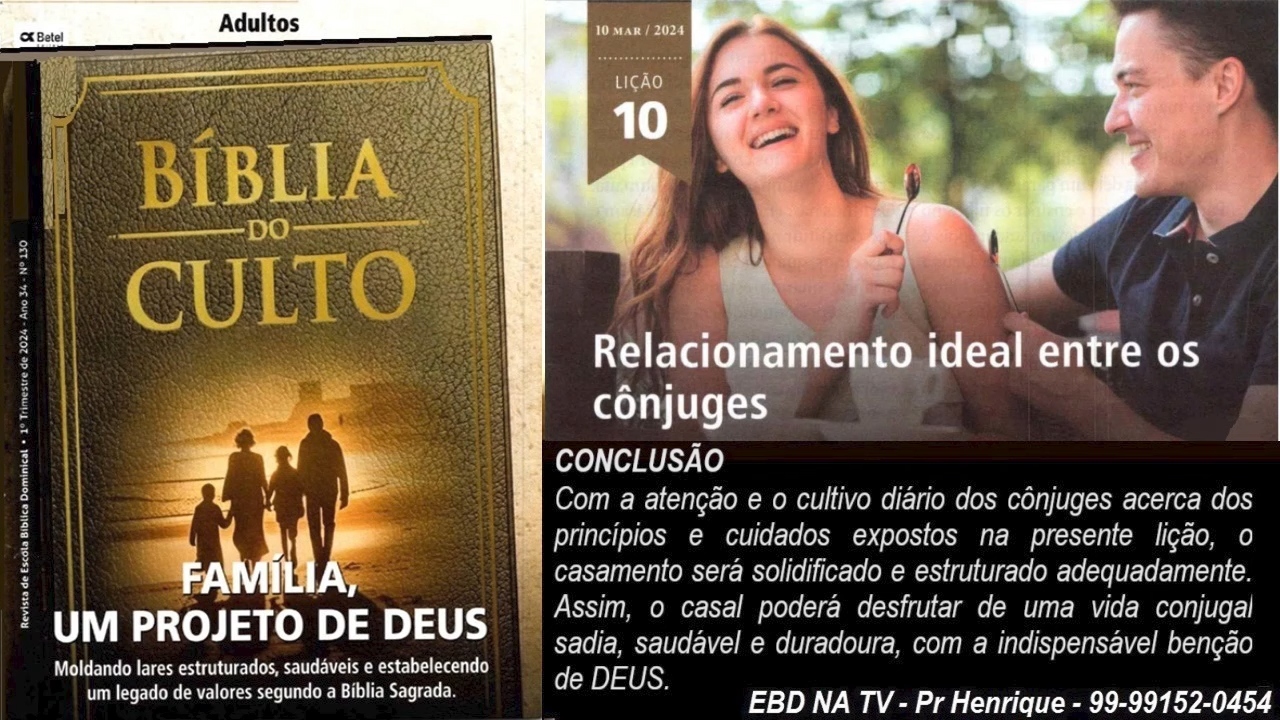 Adultos
Betel
BÍBLIA
DO
CULTO
Revista de Escola Bíblica Dominical • 1º Trimestre de 2024 - Ano 34 - Nº 130
FAMÍLIA,
UM PROJETO DE DEUS
Moldando lares estruturados, saudáveis e estabelecendo
um legado de valores segundo a Bíblia Sagrada.
10 MAR / 2024
LIÇÃO
10
Relacionamento ideal entre os
cônjuges
CONCLUSÃO
Com a atenção e o cultivo diário dos cônjuges acerca dos
princípios e cuidados expostos na presente lição, o
casamento será solidificado e estruturado adequadamente.
Assim, o casal poderá desfrutar de uma vida conjugal
sadia, saudável e duradoura, com a indispensável benção
de DEUS.
EBD NA TV - Pr Henrique - 99-99152-0454